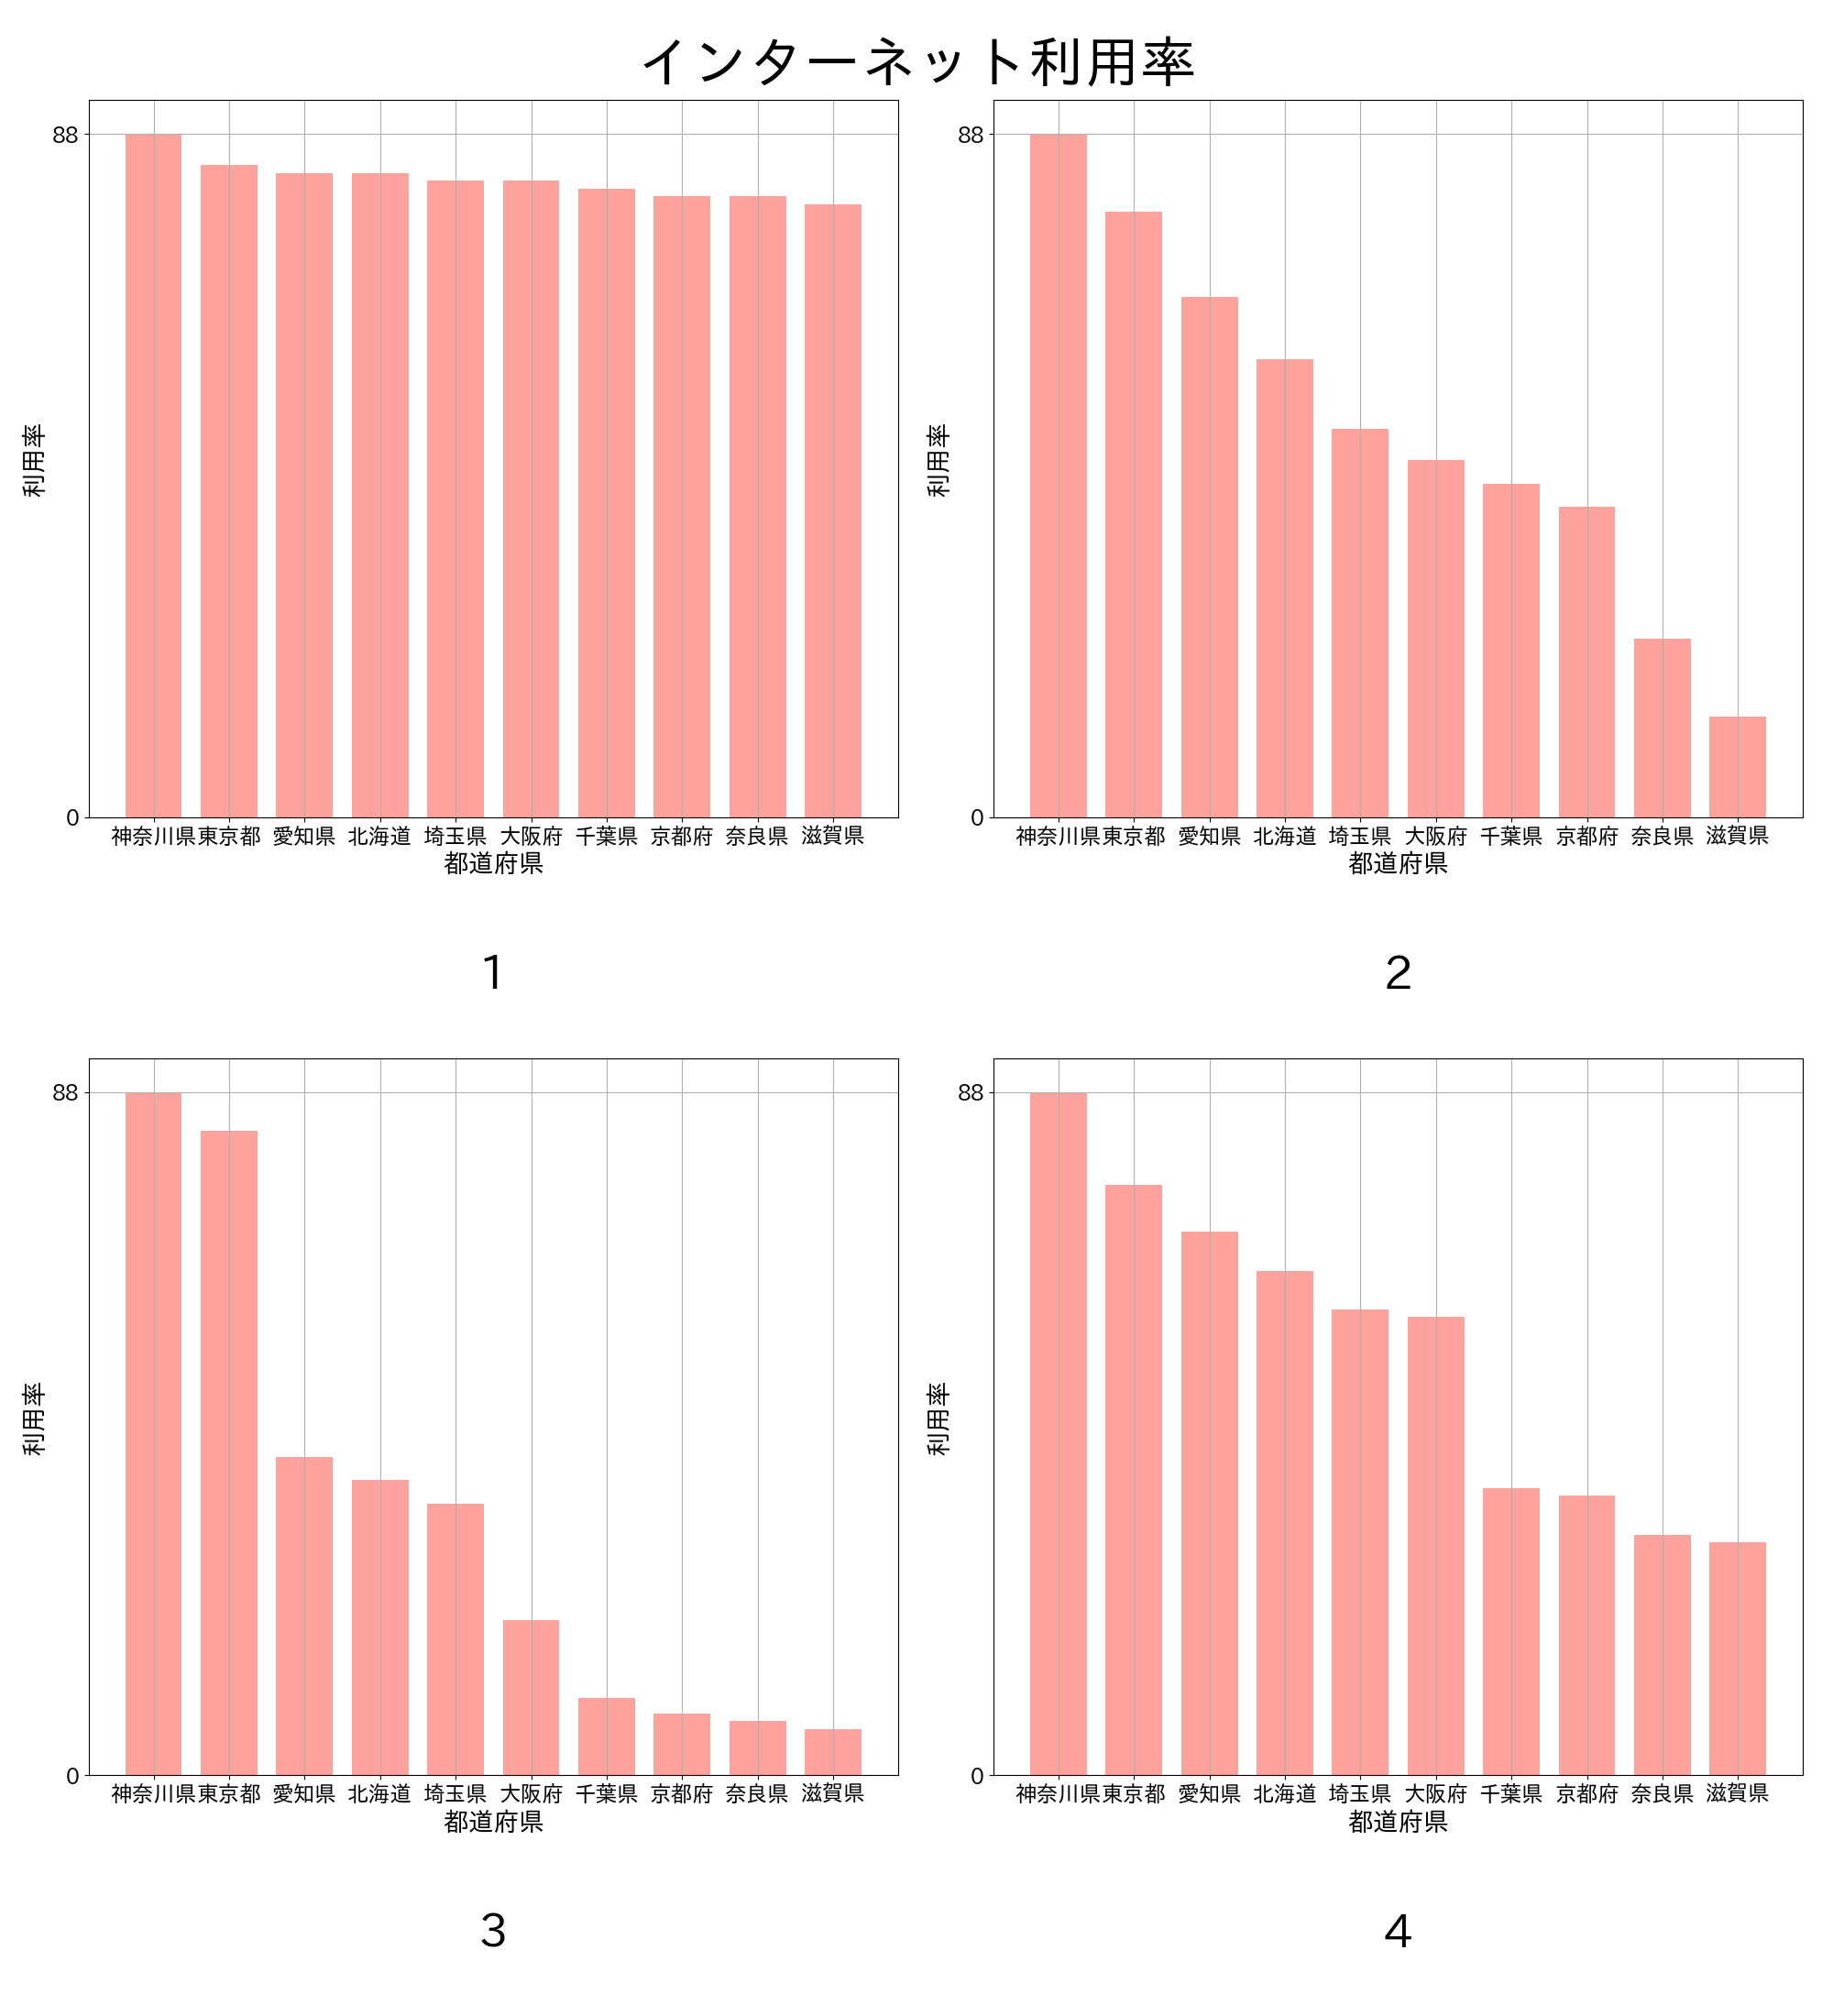 インターネット利用率
88
0
利用率
神奈川県 東京都 愛知県 北海道 埼玉県 大阪府 千葉県 京都府 奈良県 滋賀県
都道府県
1
88
0
利用率
神奈川県 東京都 愛知県 北海道 埼玉県 大阪府 千葉県 京都府 奈良県 滋賀県
都道府県
2
88
0
利用率
神奈川県 東京都 愛知県 北海道 埼玉県 大阪府 千葉県 京都府 奈良県 滋賀県
都道府県
3
88
0
利用率
神奈川県 東京都 愛知県 北海道 埼玉県 大阪府 千葉県 京都府 奈良県 滋賀県
都道府県
4